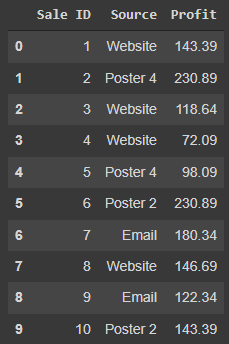 Sale ID Source Profit
0 1 Website 143.39
1 2 Poster 4 230.89
2 3 Website 118.64
3 4 Website 72.09
4 5 Poster 4 98.09
5 6 Poster 2 230.89
6 7 Email 180.34
7 8 Website 146.69
8 9 Email 122.34
9 10 Poster 2 143.39